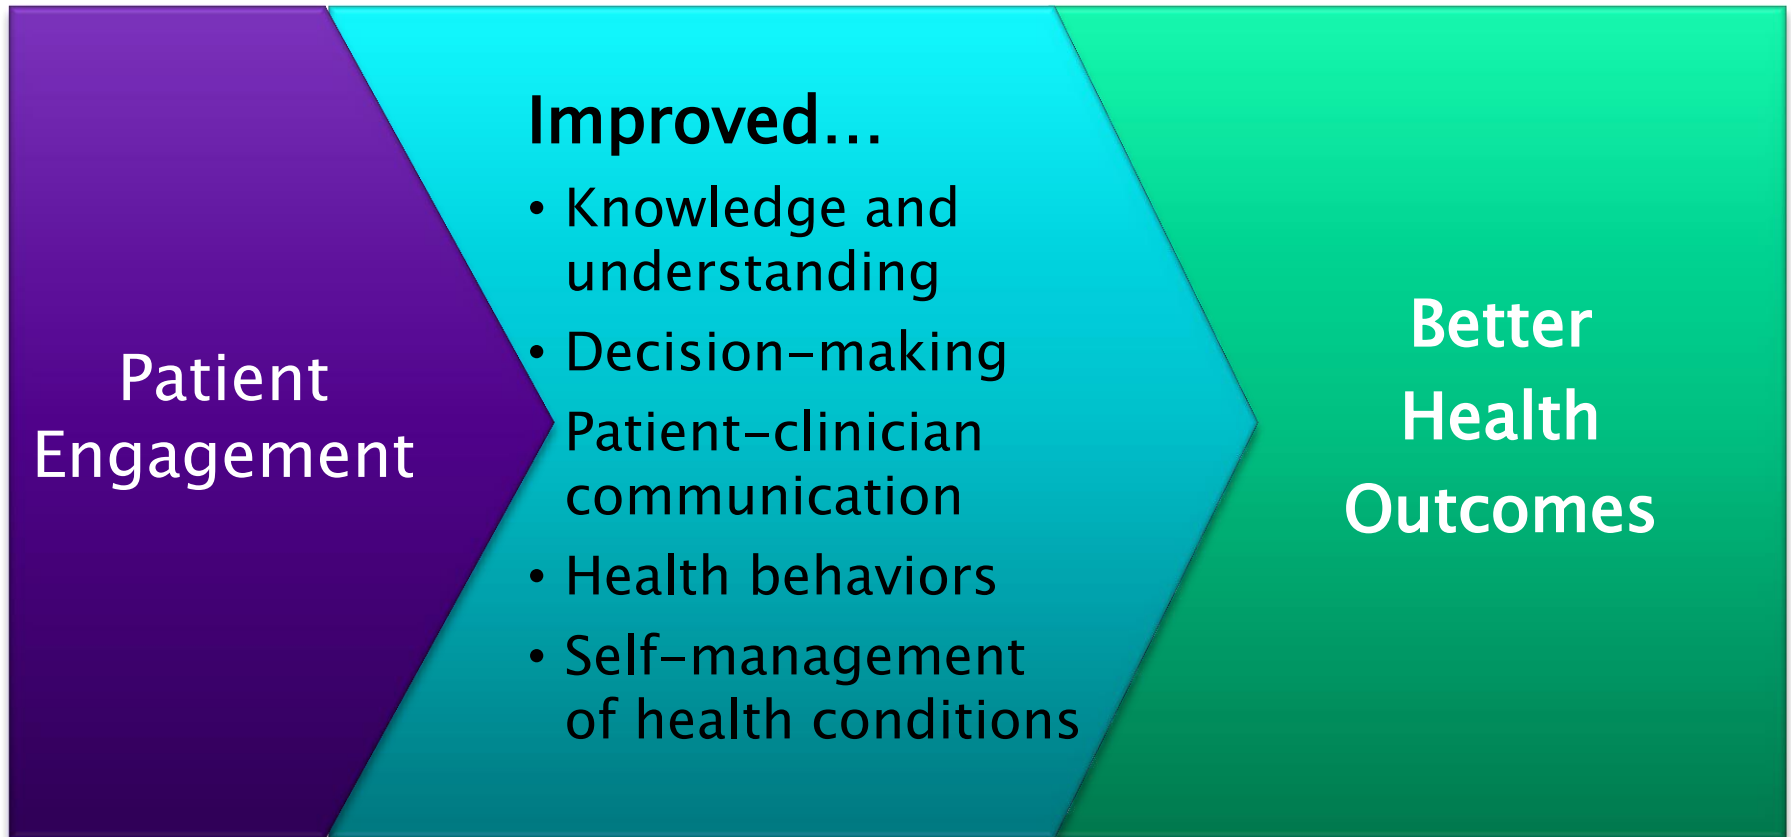 Patient
Engagement
Improved…
• Knowledge and
understanding
• Decision-making
Patient-clinician
communication
• Health behaviors
• Self-management
of health conditions
Better
Health
Outcomes